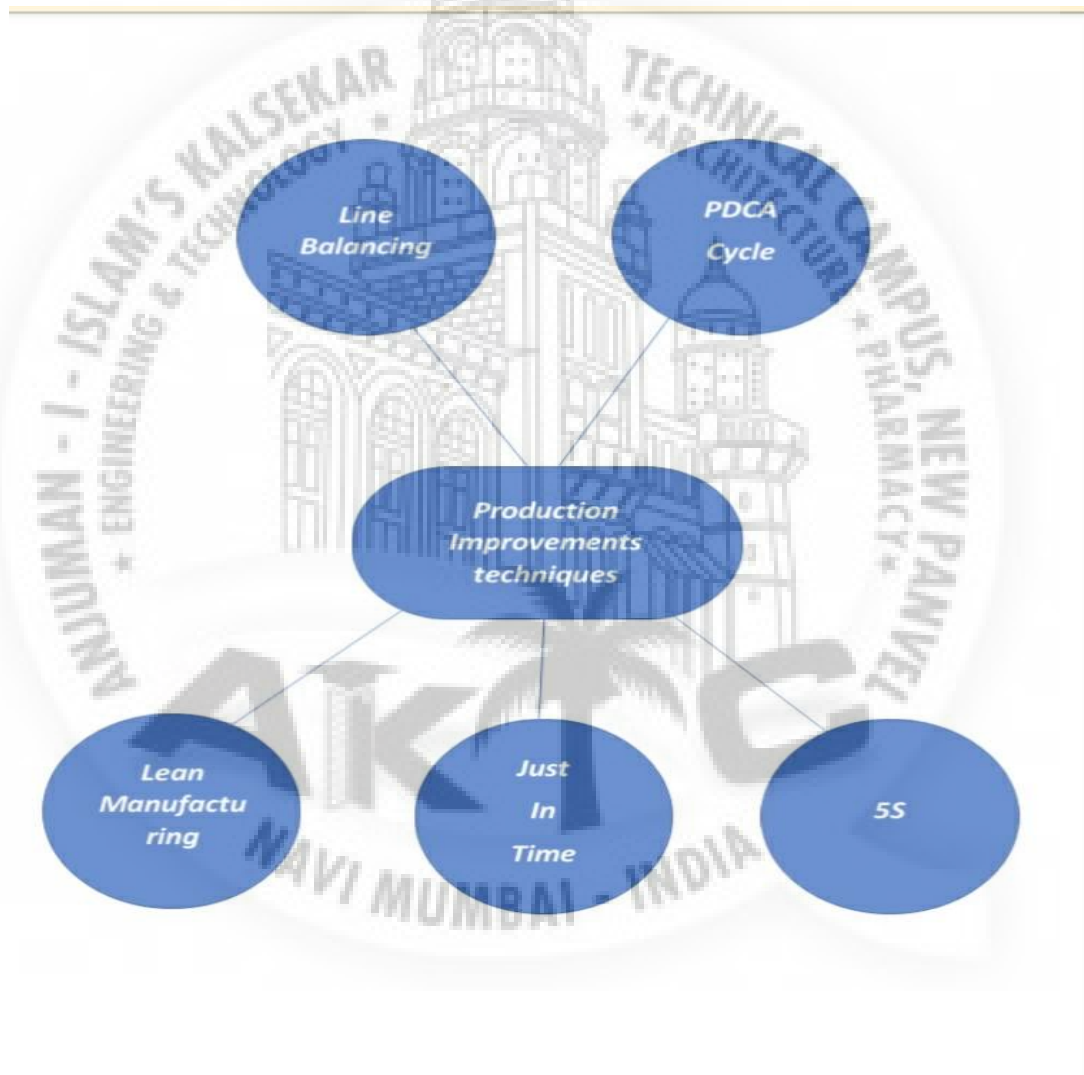 ANJUMAN - I - ISLAM'S KALSEKAR TECHNICAL CAMPUS, NEW PANVEL
* ENGINEERING & TECHNOLOGY * * ARCHITECTURE * PHARMACY *
Line
Balancing
PDCA
Cycle
Production
Improvements
techniques
AKTC
Lean
Manufactu
ring
Just
In
Time
5S
NAVI MUMBAI - INDIA